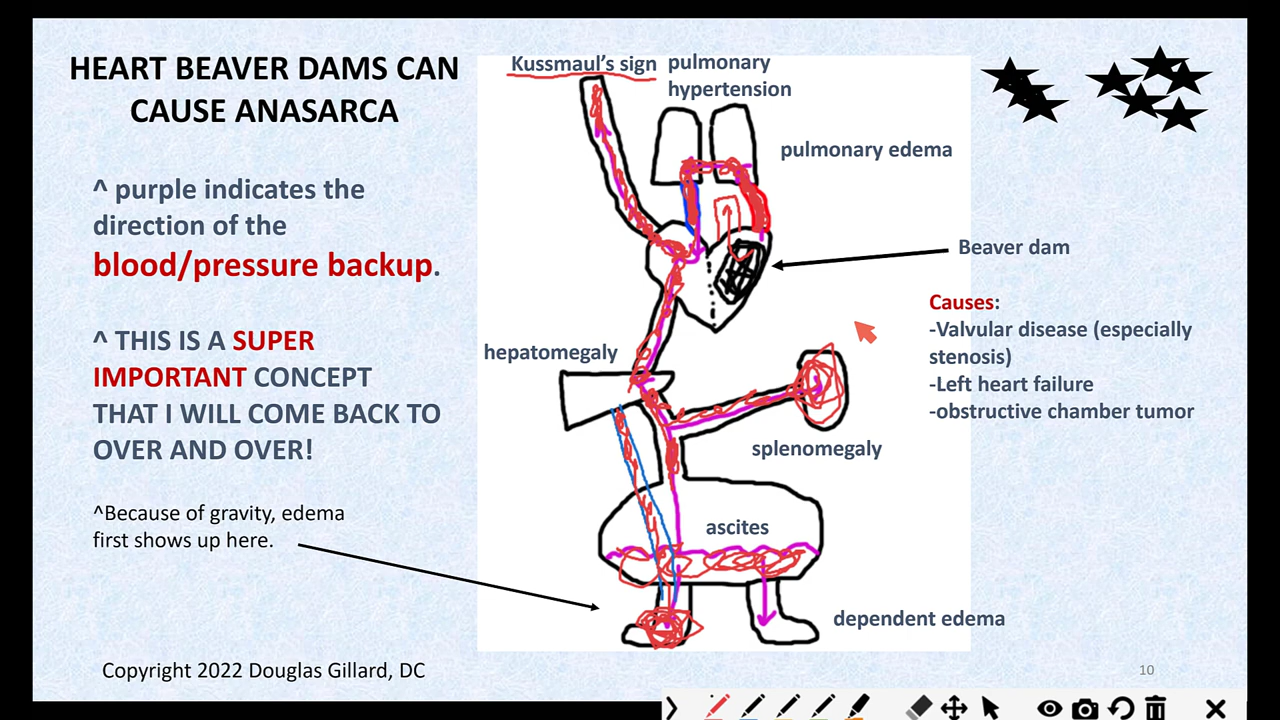 HEART BEAVER DAMS CAN
CAUSE ANASARCA
^ purple indicates the
direction of the
blood/pressure backup.
^ THIS IS A SUPER
IMPORTANT CONCEPT
THAT I WILL COME BACK TO
OVER AND OVER!
^Because of gravity, edema
first shows up here.
Copyright 2022 Douglas Gillard, DC
Kussmaul's sign
pulmonary
hypertension
pulmonary edema
Beaver dam
Causes:
-Valvular disease (especially
stenosis)
-Left heart failure
-obstructive chamber tumor
hepatomegaly
splenomegaly
ascites
dependent edema
10